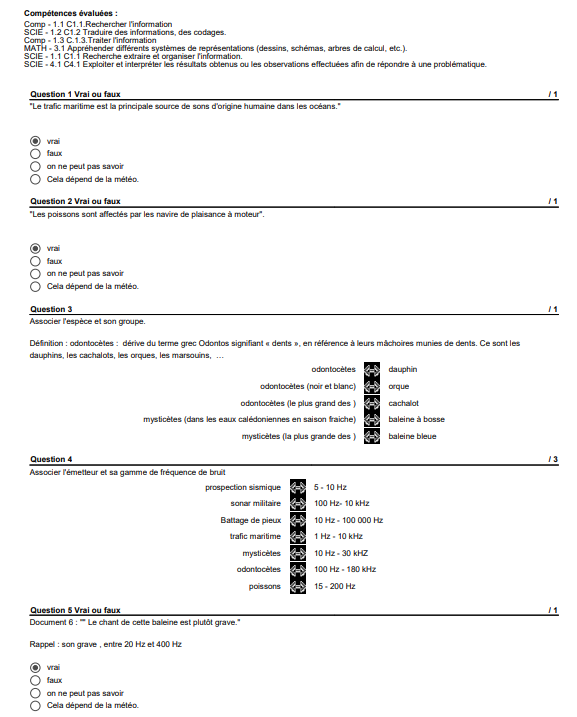 Compétences évaluées :
Comp - 1.1 C1.1.Rechercher l'information
SCIE - 1.2 C1.2 Traduire des informations, des codages.
Comp - 1.3 C.1.3.Traiter l'information
MATH - 3.1 Appréhender différents systèmes de représentations (dessins, schémas, arbres de calcul, etc.).
SCIE - 1.1 C1.1 Recherche extraire et organiser l'information.
SCIE - 4.1 C4.1 Exploiter et interpréter les résultats obtenus ou les observations effectuées afin de répondre à une problématique.
Question 1 Vrai ou faux / 1
"Le trafic maritime est la principale source de sons d'origine humaine dans les océans."
vrai
faux
on ne peut pas savoir
Cela dépend de la météo.
Question 2 Vrai ou faux / 1
"Les poissons sont affectés par les navire de plaisance à moteur".
vrai
faux
on ne peut pas savoir
Cela dépend de la météo.
Question 3 / 1
Associer l'espèce et son groupe.
Définition : odontocètes : dérive du terme grec Odontos signifiant « dents », en référence à leurs mâchoires munies de dents. Ce sont les
dauphins, les cachalots, les orques, les marsouins, …
odontocètes dauphin
odontocètes (noir et blanc) orque
odontocètes (le plus grand des ) cachalot
mysticètes (dans les eaux calédoniennes en saison fraiche) baleine à bosse
mysticètes (la plus grande des ) baleine bleue
Question 4 / 3
Associer l'émetteur et sa gamme de fréquence de bruit
prospection sismique 5 - 10 Hz
sonar militaire 100 Hz- 10 kHz
Battage de pieux 10 Hz - 100 000 Hz
trafic maritime 1 Hz - 10 kHz
mysticètes 10 Hz - 30 kHZ
odontocètes 100 Hz - 180 kHz
poissons 15 - 200 Hz
Question 5 Vrai ou faux / 1
Document 6 : "" Le chant de cette baleine est plutôt grave."
Rappel : son grave , entre 20 Hz et 400 Hz
vrai
faux
on ne peut pas savoir
Cela dépend de la météo.